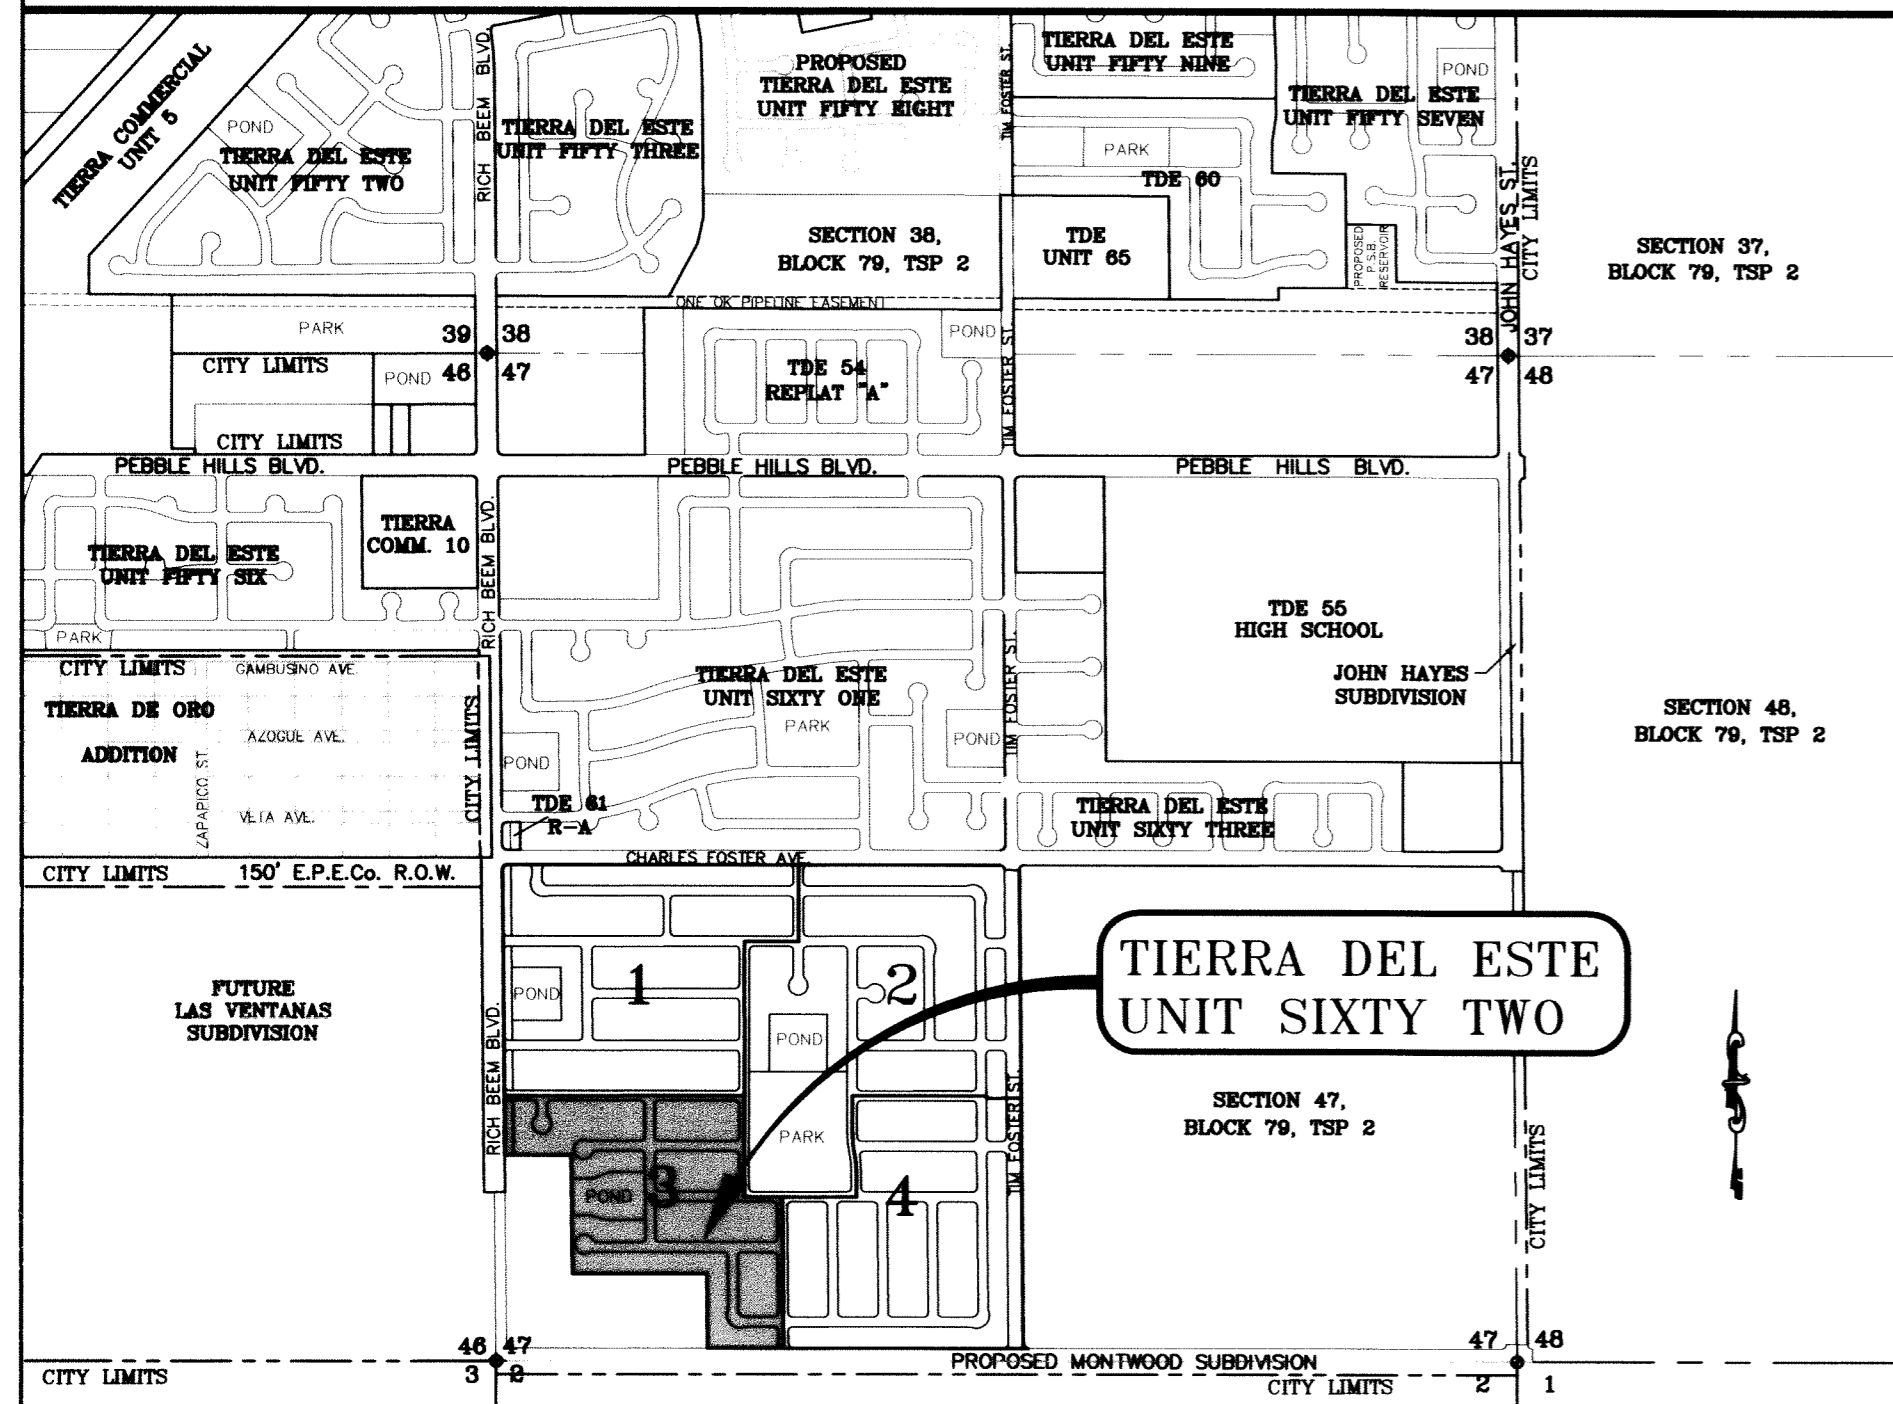 TIERRA COMMERCIAL
UNIT 5
POND
TIERRA DEL ESTE
UNIT FIFTY TWO
RICH BEEM BLVD.
TIERRA DEL ESTE
UNIT FIFTY THREE
PROPOSED
TIERRA DEL ESTE
UNIT FIFTY EIGHT
TIM FOSTER ST.
TIERRA DEL ESTE
UNIT FIFTY NINE
POND
TIERRA DEL ESTE
UNIT FIFTY SEVEN
PARK
TDE 60
JOHN HAYES ST.
CITY LIMITS
SECTION 38,
BLOCK 79, TSP 2
TDE
UNIT 65
PROPOSED
P.S.B.
RESERVOIR
SECTION 37,
BLOCK 79, TSP 2
ONE OK PIPELINE EASEMENT
PARK
39 38
POND
38 37
CITY LIMITS
POND
46 47
TDE 54
REPLAT "A"
TIM FOSTER ST.
47 48
CITY LIMITS
PEBBLE HILLS BLVD.
PEBBLE HILLS BLVD.
PEBBLE HILLS BLVD.
TIERRA
COMM. 10
RICH BEEM BLVD.
TIERRA DEL ESTE
UNIT FIFTY SIX
PARK
TDE 55
HIGH SCHOOL
JOHN HAYES
SUBDIVISION
CITY LIMITS
GAMBUSINO AVE.
TIERRA DEL ESTE
UNIT SIXTY ONE
PARK
TIM FOSTER ST.
TIERRA DE ORO
ADDITION
AZOGUE AVE.
ZAPAPICO ST.
VETA AVE.
CITY LIMITS
POND
POND
SECTION 48,
BLOCK 79, TSP 2
TDE 61
R-A
TIERRA DEL ESTE
UNIT SIXTY THREE
CHARLES FOSTER AVE.
CITY LIMITS
150' E.P.E.Co. R.O.W.
FUTURE
LAS VENTANAS
SUBDIVISION
RICH BEEM BLVD.
POND
1
2
POND
TIERRA DEL ESTE
UNIT SIXTY TWO
PARK
TIM FOSTER ST.
SECTION 47,
BLOCK 79, TSP 2
CITY LIMITS
POND
3
4
46 47
47 48
PROPOSED MONTWOOD SUBDIVISION
CITY LIMITS
3 2
CITY LIMITS
2 1